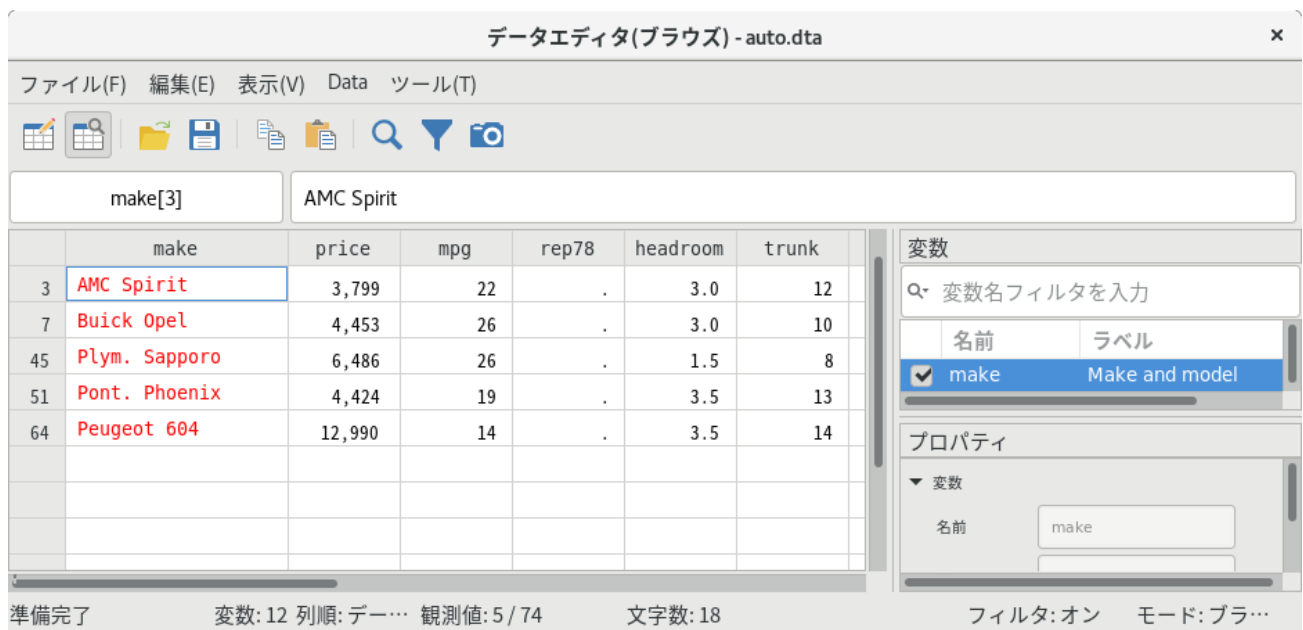 データエディタ(ブラウズ) - auto.dta ×
ファイル(F) 編集(E) 表示(V) Data ツール(T)
make[3] AMC Spirit
make price mpg rep78 headroom trunk
3 AMC Spirit 3,799 22 . 3.0 12
7 Buick Opel 4,453 26 . 3.0 10
45 Plym. Sapporo 6,486 26 . 1.5 8
51 Pont. Phoenix 4,424 19 . 3.5 13
64 Peugeot 604 12,990 14 . 3.5 14
変数
変数名フィルタを入力
名前 ラベル
make Make and model
プロパティ
変数
名前 make
準備完了 変数: 12 列順: デー… 観測値: 5 / 74 文字数: 18 フィルタ: オン モード: ブラ…